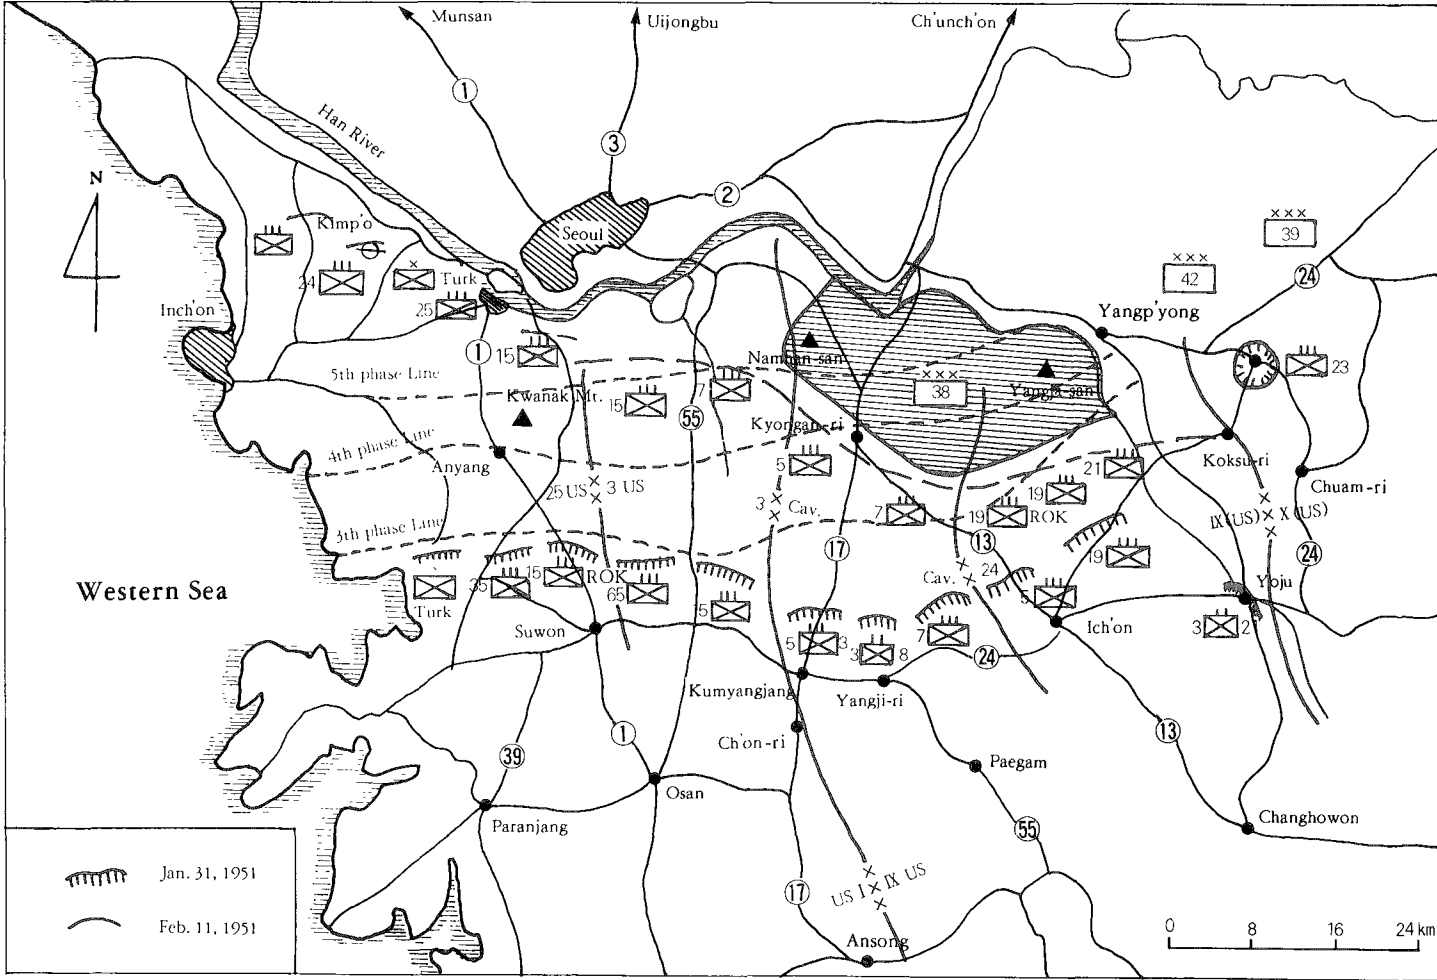 Munsan
Uijongbu
Ch'unch'on
1
Han River
3
2
N
Kimp'o
Seoul
××× 39
××× 42
24
24
× Turk
25
Inch'on
Yangp'yong
1
15
Namhan-san
23
5th phase Line
××× 38
Yangja-san
Kwanak Mt.
15
7
55
Kyongan-ri
4th phase Line
Anyang
5
21
Koksu-ri
Chuam-ri
25 US × 3 US
3 × Cav.
7
19
19 ROK
IX (US) × X (US)
3rd phase Line
17
13
24
19
Western Sea
Turk
35
15 ROK
65
15
Cav. × 24
5
Yoju
Suwon
5 3
3 8
7
Ich'on
3 2
24
Kumyangjang
Yangji-ri
39
1
Ch'on-ri
13
Paegam
Osan
Paranjang
55
Changhowon
Jan. 31, 1951
Feb. 11, 1951
US I × IX US
17
Ansong
0 8 16 24 km